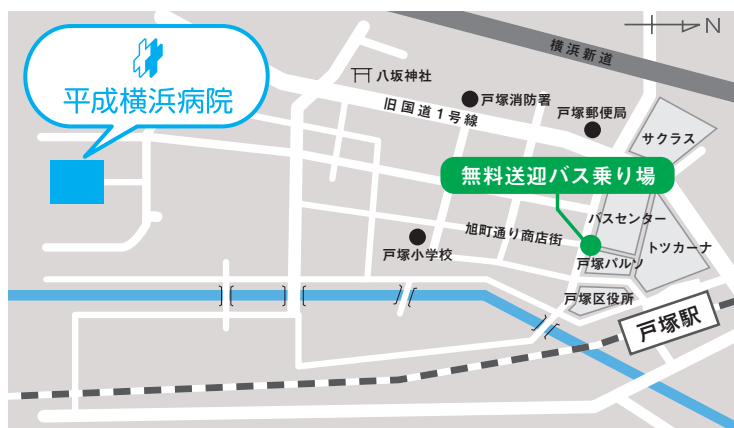 N
横浜新道
平成横浜病院
八坂神社
戸塚消防署
旧国道1号線
戸塚郵便局
サクラス
無料送迎バス乗り場
バスセンター
旭町通り商店街
トツカーナ
戸塚小学校
戸塚パルソ
戸塚区役所
戸塚駅